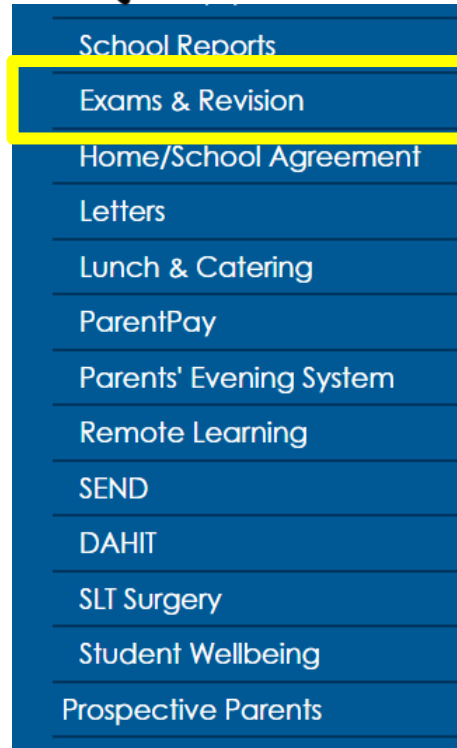 School Reports
Exams & Revision
Home/School Agreement
Letters
Lunch & Catering
ParentPay
Parents' Evening System
Remote Learning
SEND
DAHIT
SLT Surgery
Student Wellbeing
Prospective Parents